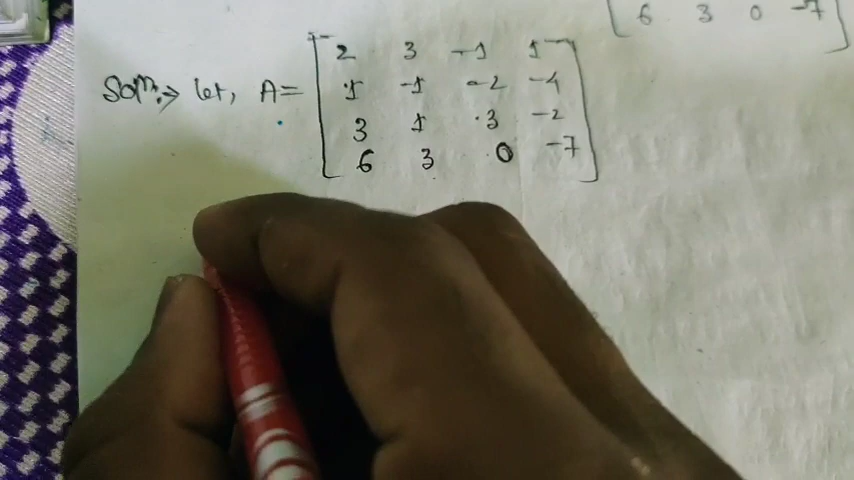 6 3 0 -7
2 3 -1 1
Solⁿ:→ let, A = 1 -1 -2 -4
3 1 3 -2
6 3 0 -7